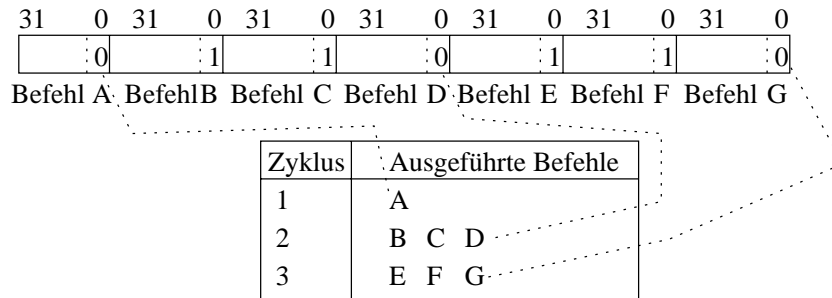 31 0 31 0 31 0 31 0 31 0 31 0 31 0
0 1 1 0 1 1 0
Befehl A BefehlB Befehl C Befehl D Befehl E Befehl F Befehl G
Zyklus Ausgeführte Befehle
1 A
2 B C D
3 E F G